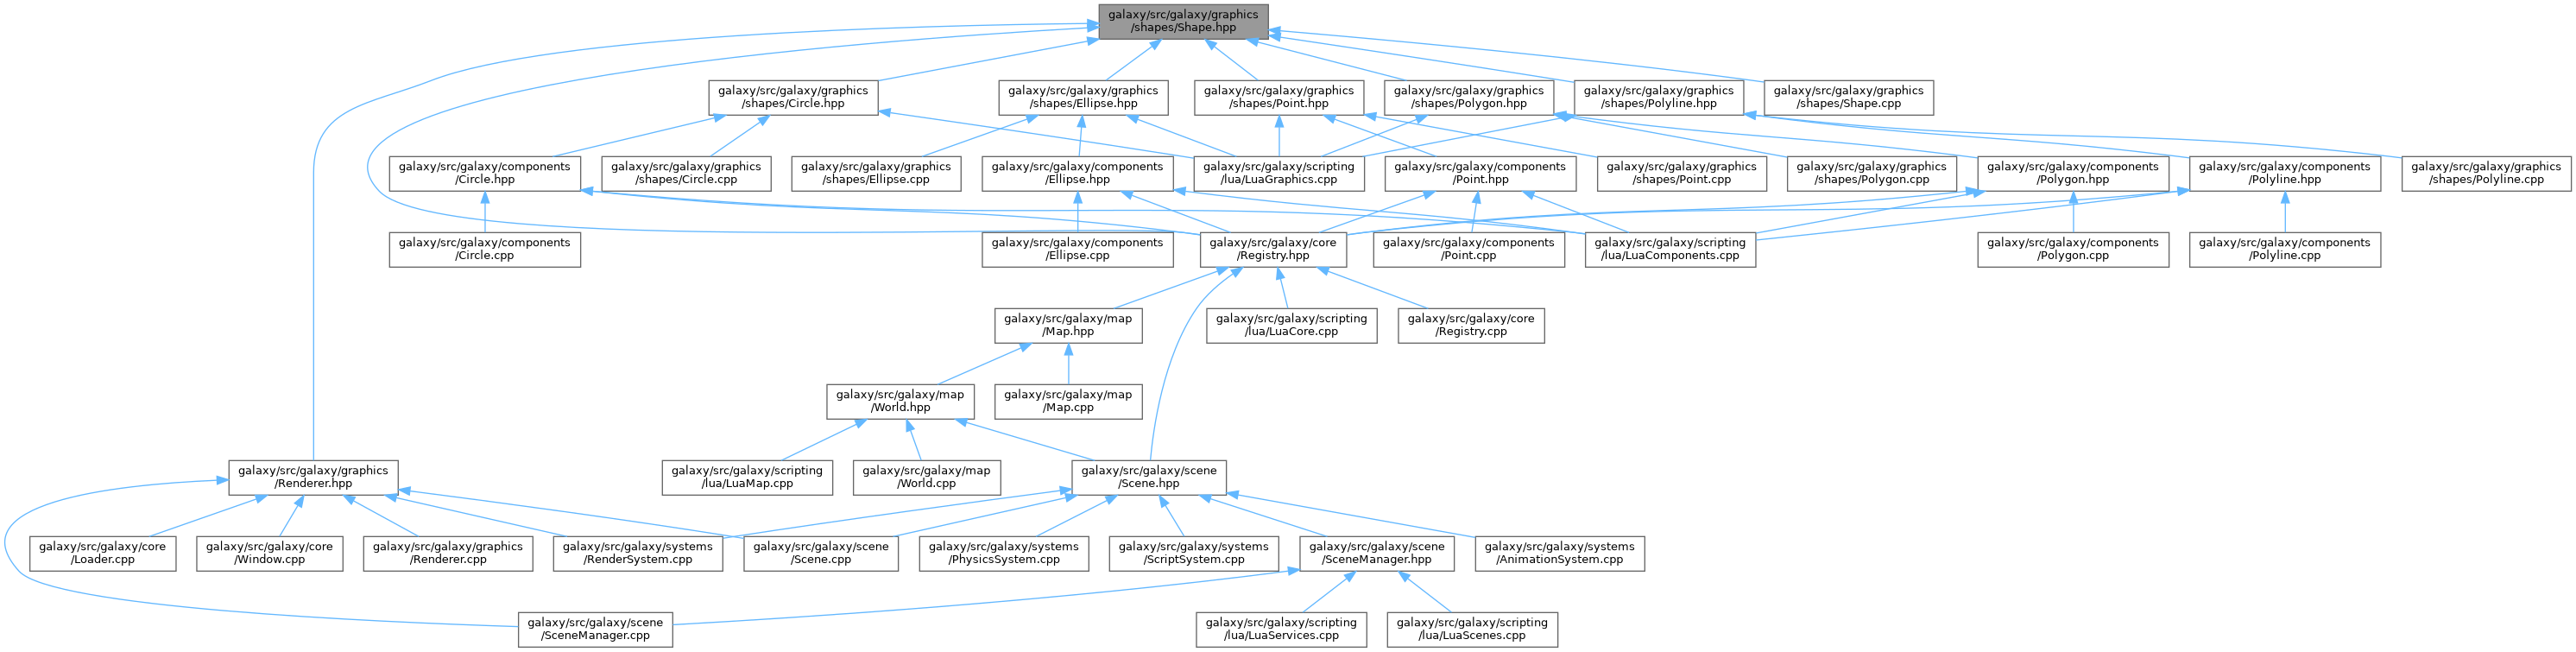 galaxy/src/galaxy/graphics
/shapes/Shape.hpp
galaxy/src/galaxy/graphics
/shapes/Circle.hpp
galaxy/src/galaxy/graphics
/shapes/Ellipse.hpp
galaxy/src/galaxy/graphics
/shapes/Point.hpp
galaxy/src/galaxy/graphics
/shapes/Polygon.hpp
galaxy/src/galaxy/graphics
/shapes/Polyline.hpp
galaxy/src/galaxy/graphics
/shapes/Shape.cpp
galaxy/src/galaxy/components
/Circle.hpp
galaxy/src/galaxy/graphics
/shapes/Circle.cpp
galaxy/src/galaxy/graphics
/shapes/Ellipse.cpp
galaxy/src/galaxy/components
/Ellipse.hpp
galaxy/src/galaxy/scripting
/lua/LuaGraphics.cpp
galaxy/src/galaxy/components
/Point.hpp
galaxy/src/galaxy/graphics
/shapes/Point.cpp
galaxy/src/galaxy/graphics
/shapes/Polygon.cpp
galaxy/src/galaxy/components
/Polygon.hpp
galaxy/src/galaxy/components
/Polyline.hpp
galaxy/src/galaxy/graphics
/shapes/Polyline.cpp
galaxy/src/galaxy/components
/Circle.cpp
galaxy/src/galaxy/components
/Ellipse.cpp
galaxy/src/galaxy/core
/Registry.hpp
galaxy/src/galaxy/components
/Point.cpp
galaxy/src/galaxy/scripting
/lua/LuaComponents.cpp
galaxy/src/galaxy/components
/Polygon.cpp
galaxy/src/galaxy/components
/Polyline.cpp
galaxy/src/galaxy/map
/Map.hpp
galaxy/src/galaxy/scripting
/lua/LuaCore.cpp
galaxy/src/galaxy/core
/Registry.cpp
galaxy/src/galaxy/map
/World.hpp
galaxy/src/galaxy/map
/Map.cpp
galaxy/src/galaxy/graphics
/Renderer.hpp
galaxy/src/galaxy/scripting
/lua/LuaMap.cpp
galaxy/src/galaxy/map
/World.cpp
galaxy/src/galaxy/scene
/Scene.hpp
galaxy/src/galaxy/core
/Loader.cpp
galaxy/src/galaxy/core
/Window.cpp
galaxy/src/galaxy/graphics
/Renderer.cpp
galaxy/src/galaxy/systems
/RenderSystem.cpp
galaxy/src/galaxy/scene
/Scene.cpp
galaxy/src/galaxy/systems
/PhysicsSystem.cpp
galaxy/src/galaxy/systems
/ScriptSystem.cpp
galaxy/src/galaxy/scene
/SceneManager.hpp
galaxy/src/galaxy/systems
/AnimationSystem.cpp
galaxy/src/galaxy/scene
/SceneManager.cpp
galaxy/src/galaxy/scripting
/lua/LuaServices.cpp
galaxy/src/galaxy/scripting
/lua/LuaScenes.cpp